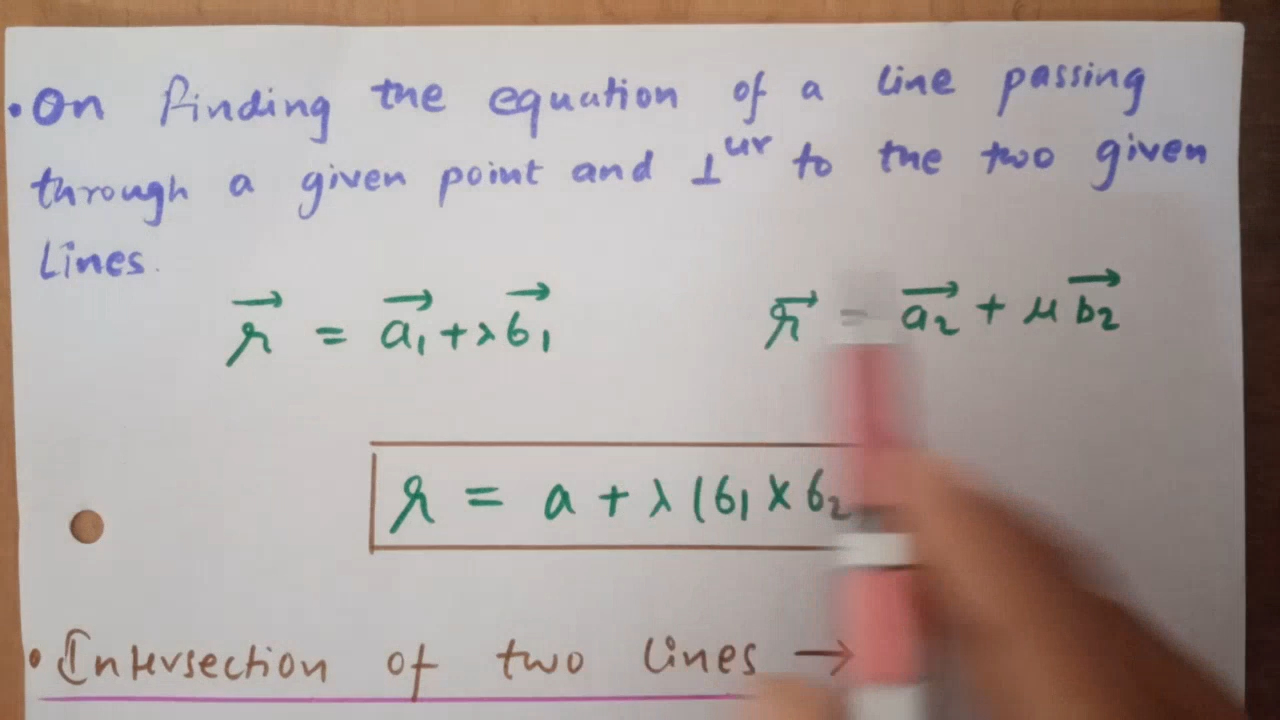 • On finding the equation of a line passing
through a given point and ⊥ur to the two given
Lines.
r⃗ = a⃗₁ + λb⃗₁ r⃗ = a⃗₂ + μb⃗₂
r = a + λ(b₁ × b₂
• Intersection of two lines →